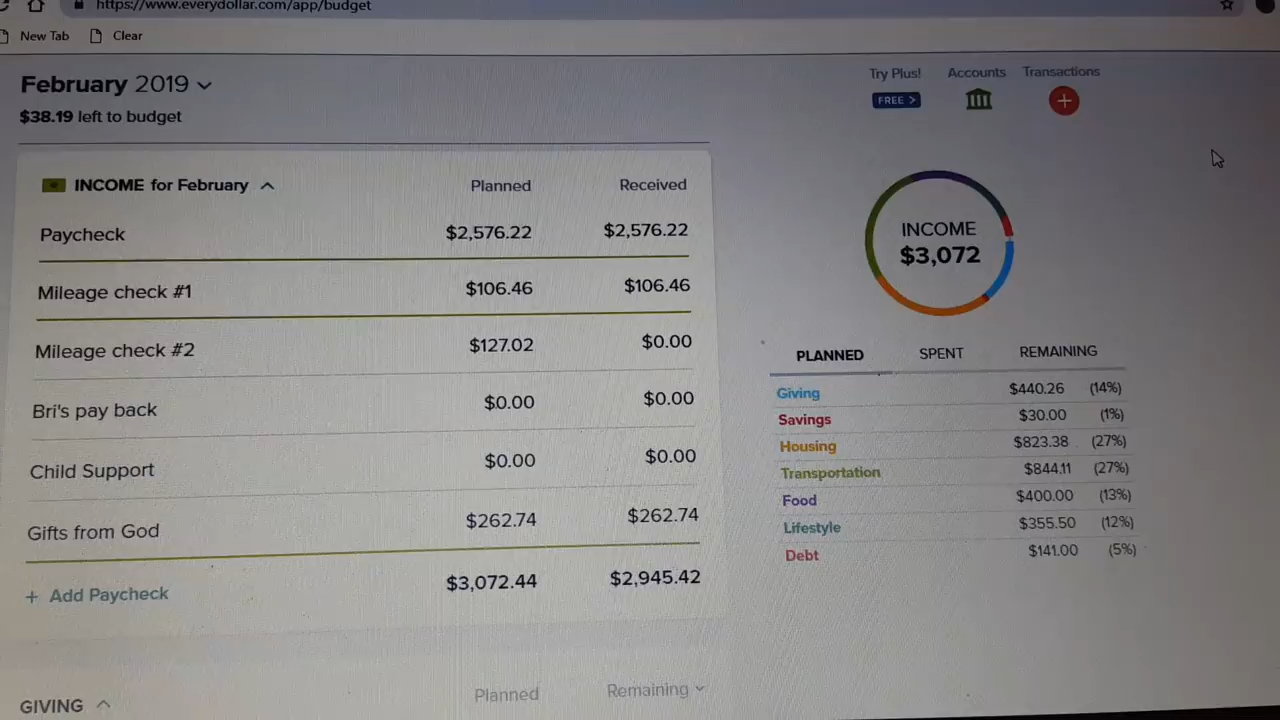 https://www.everydollar.com/app/budget
New Tab Clear
February 2019
$38.19 left to budget
Try Plus! Accounts Transactions
FREE >
INCOME for February Planned Received
Paycheck $2,576.22 $2,576.22
Mileage check #1 $106.46 $106.46
Mileage check #2 $127.02 $0.00
Bri's pay back $0.00 $0.00
Child Support $0.00 $0.00
Gifts from God $262.74 $262.74
+ Add Paycheck $3,072.44 $2,945.42
GIVING Planned Remaining
INCOME
$3,072
PLANNED SPENT REMAINING
Giving $440.26 (14%)
Savings $30.00 (1%)
Housing $823.38 (27%)
Transportation $844.11 (27%)
Food $400.00 (13%)
Lifestyle $355.50 (12%)
Debt $141.00 (5%)